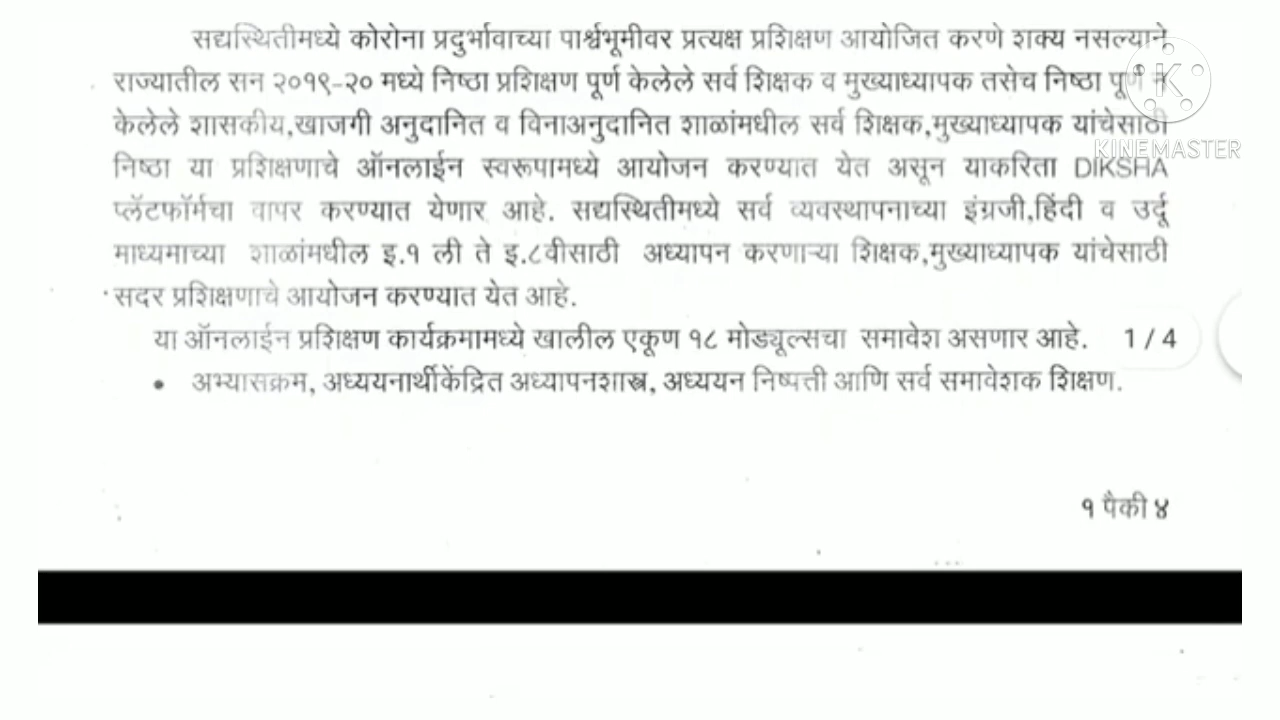 सद्यस्थितीमध्ये कोरोना प्रदुर्भावाच्या पार्श्वभूमीवर प्रत्यक्ष प्रशिक्षण आयोजित करणे शक्य नसल्याने
राज्यातील सन २०१९-२० मध्ये निष्ठा प्रशिक्षण पूर्ण केलेले सर्व शिक्षक व मुख्याध्यापक तसेच निष्ठा पूर्ण न
केलेले शासकीय,खाजगी अनुदानित व विनाअनुदानित शाळांमधील सर्व शिक्षक,मुख्याध्यापक यांचेसाठी
KINEMASTER
निष्ठा या प्रशिक्षणाचे ऑनलाईन स्वरूपामध्ये आयोजन करण्यात येत असून याकरिता DIKSHA
प्लॅटफॉर्मचा वापर करण्यात येणार आहे. सद्यस्थितीमध्ये सर्व व्यवस्थापनाच्या इंग्रजी,हिंदी व उर्दू
माध्यमाच्या शाळांमधील इ.१ ली ते इ.८वीसाठी अध्यापन करणाऱ्या शिक्षक,मुख्याध्यापक यांचेसाठी
सदर प्रशिक्षणाचे आयोजन करण्यात येत आहे.
या ऑनलाईन प्रशिक्षण कार्यक्रमामध्ये खालील एकूण १८ मोड्यूल्सचा समावेश असणार आहे. 1 / 4
• अभ्यासक्रम, अध्ययनार्थीकेंद्रित अध्यापनशास्त्र, अध्ययन निष्पत्ती आणि सर्व समावेशक शिक्षण.
१ पैकी ४